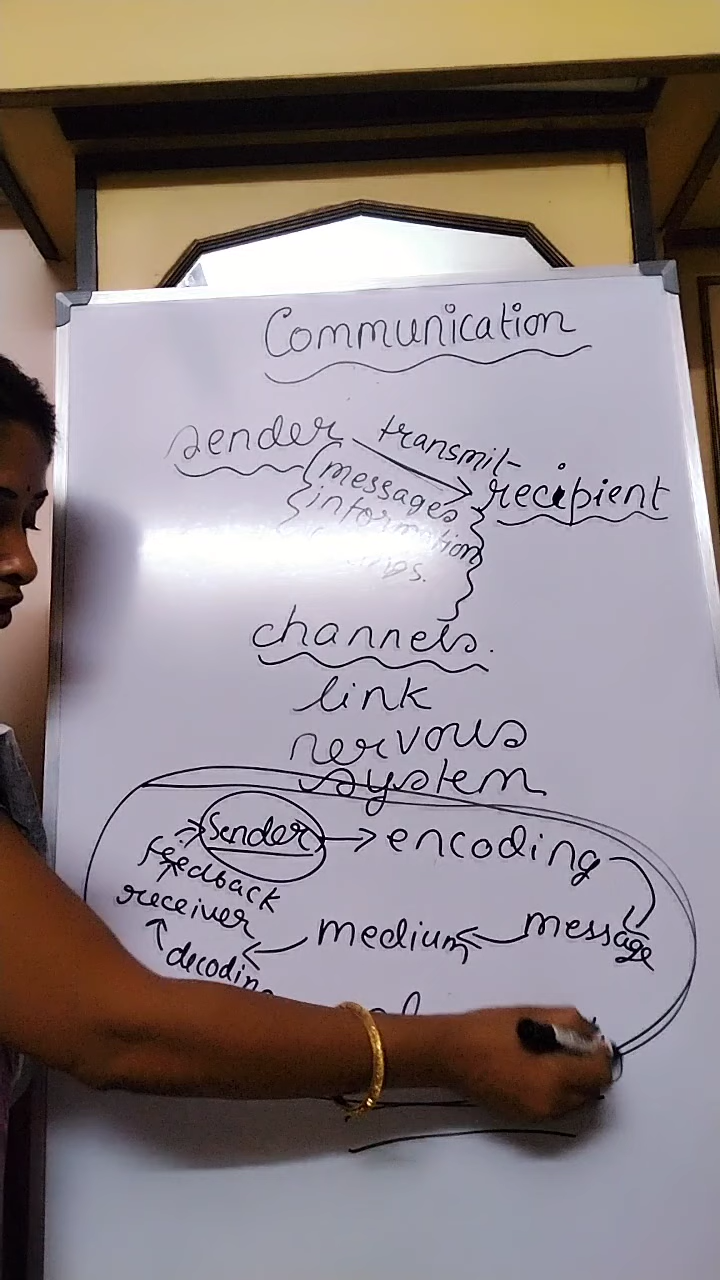 Communication
sender transmit recipient
messages
information
channels.
link
nervous
system
Sender → encoding
feedback
receiver
medium message
decoding